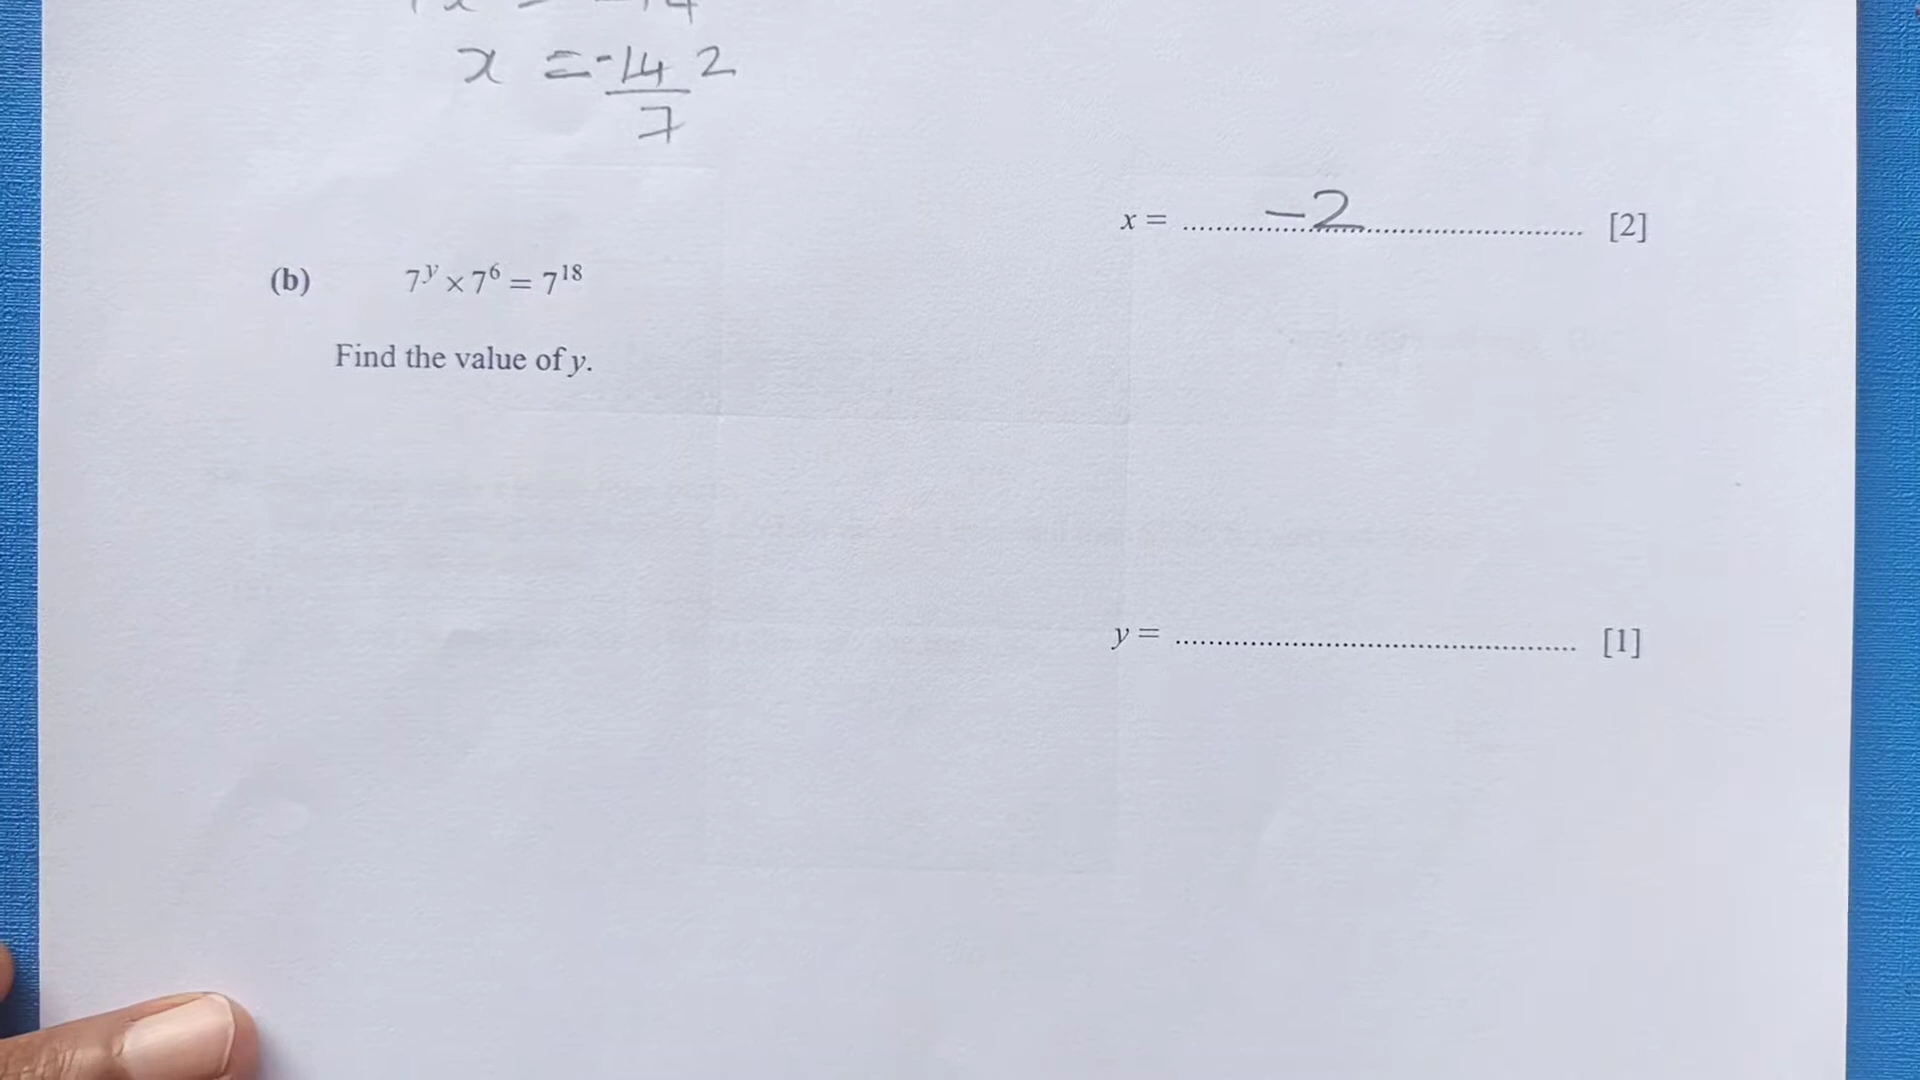 x = -14 2
7
x = -2 [2]
(b) 7^y × 7^6 = 7^18
Find the value of y.
y = ........................................ [1]